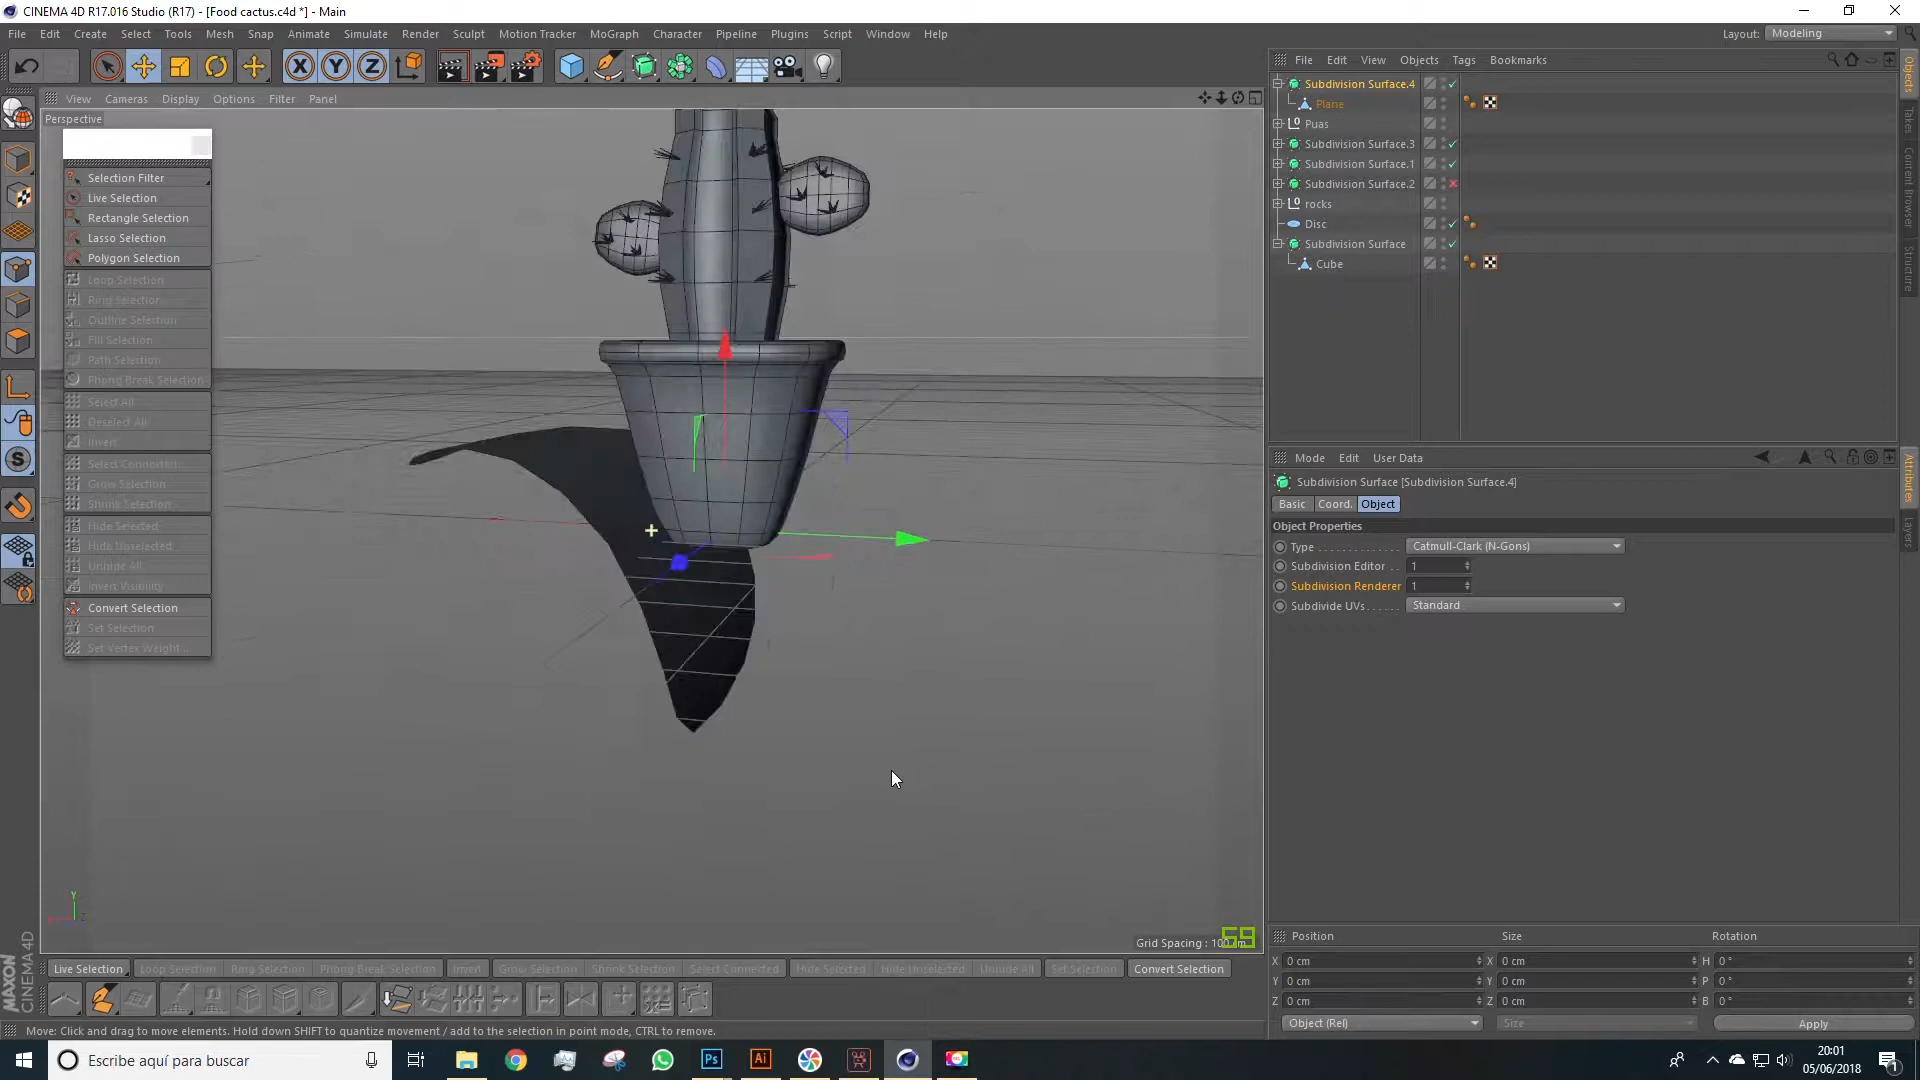 CINEMA 4D R17.016 Studio (R17) - [Food cactus.c4d *] - Main
File Edit Create Select Tools Mesh Snap Animate Simulate Render Sculpt Motion Tracker MoGraph Character Pipeline Plugins Script Window Help
Layout: Modeling
X Y Z
File Edit View Objects Tags Bookmarks
View Cameras Display Options Filter Panel
Perspective
Selection Filter
Live Selection
Rectangle Selection
Lasso Selection
Polygon Selection
Loop Selection
Ring Selection
Outline Selection
Fill Selection
Path Selection
Phong Break Selection
Select All
Deselect All
Invert
Select Connected
Grow Selection
Shrink Selection
Hide Selected
Hide Unselected
Unhide All
Invert Visibility
Convert Selection
Set Selection
Set Vertex Weight...
Subdivision Surface.4
Plane
Puas
Subdivision Surface.3
Subdivision Surface.1
Subdivision Surface.2
rocks
Disc
Subdivision Surface
Cube
Objects
Takes
Content Browser
Structure
Mode Edit User Data
Subdivision Surface [Subdivision Surface.4]
Basic Coord. Object
Object Properties
Type Catmull-Clark (N-Gons)
Subdivision Editor 1
Subdivision Renderer 1
Subdivide UVs Standard
Attributes
Layers
Y
Grid Spacing : 100
59
Position Size Rotation
X 0 cm X 0 cm H 0 °
Y 0 cm Y 0 cm P 0 °
Z 0 cm Z 0 cm B 0 °
Object (Rel) Size Apply
Live Selection Loop Selection Ring Selection Phong Break Selection Invert Grow Selection Shrink Selection Select Connected Hide Selected Hide Unselected Unhide All Set Selection Convert Selection
MAXON
CINEMA 4D
Move: Click and drag to move elements. Hold down SHIFT to quantize movement / add to the selection in point mode, CTRL to remove.
Escribe aquí para buscar
Ps
Ai
20:01
05/06/2018
1